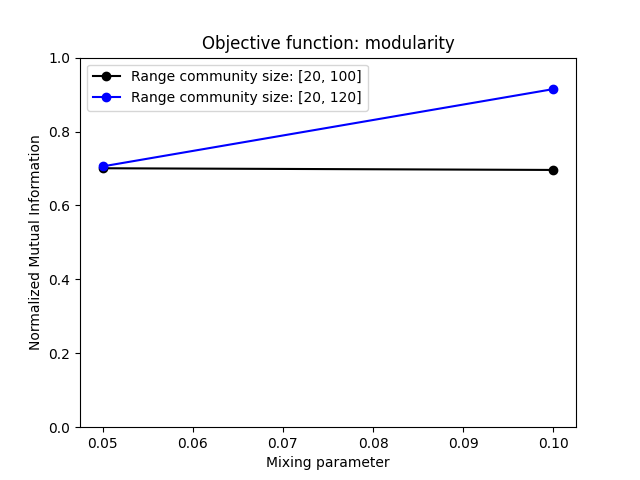 Objective function: modularity
Range community size: [20, 100]
Range community size: [20, 120]
Normalized Mutual Information
1.0
0.8
0.6
0.4
0.2
0.0
0.05 0.06 0.07 0.08 0.09 0.10
Mixing parameter